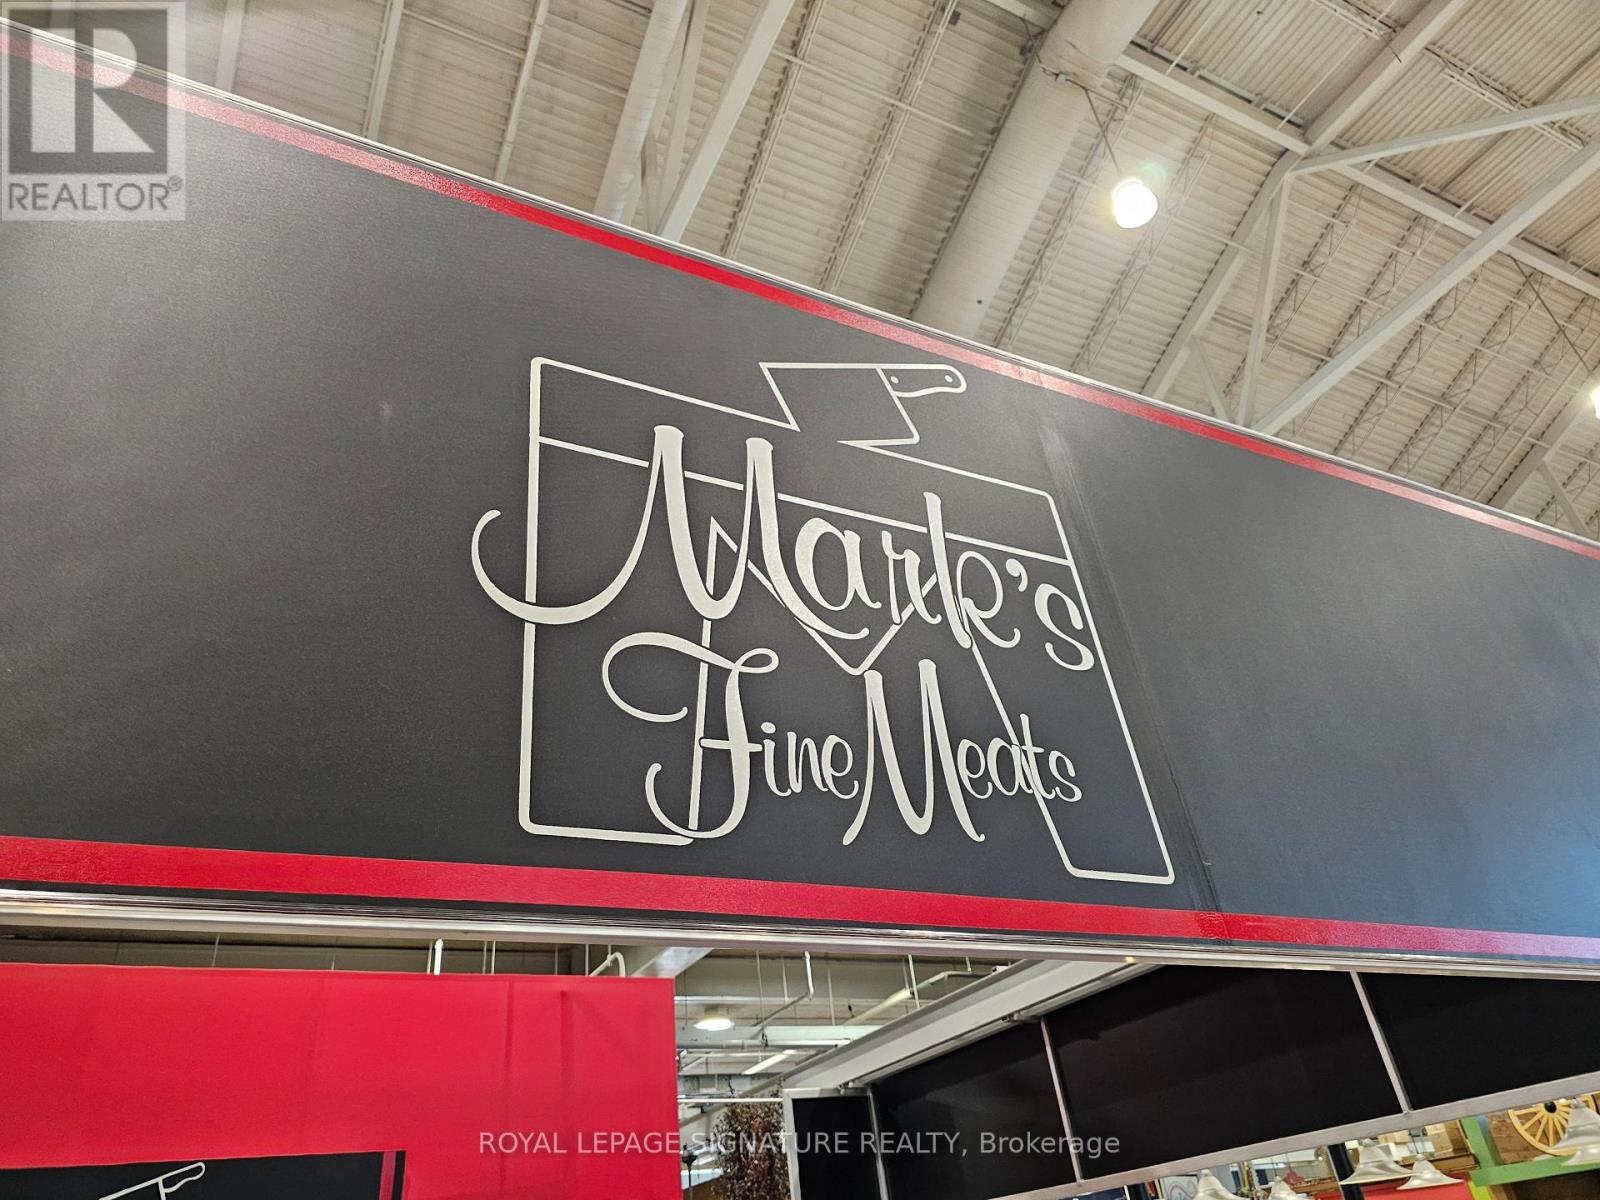 REALTOR®
Mark's
Fine Meats
ROYAL LEPAGE SIGNATURE REALTY, Brokerage